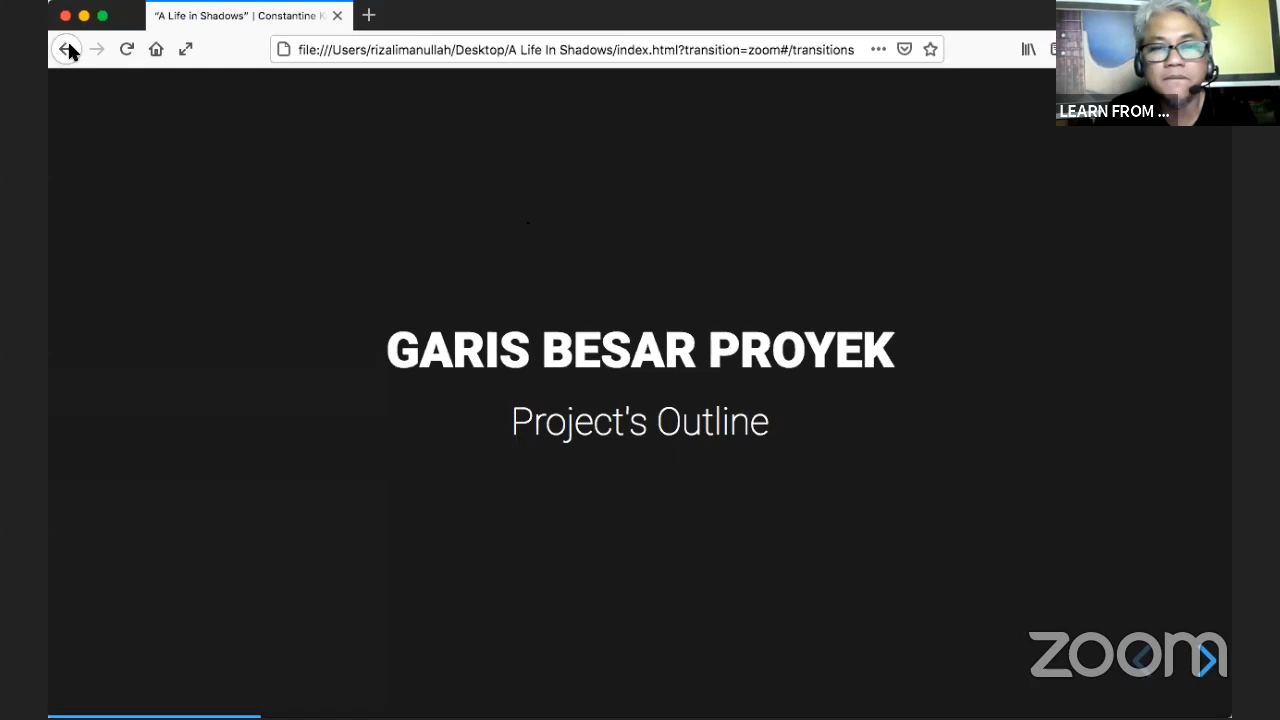 "A Life in Shadows" | Constantine K
file:///Users/rizalimanullah/Desktop/A Life In Shadows/index.html?transition=zoom#/transitions
LEARN FROM ...
GARIS BESAR PROYEK
Project's Outline
zoom